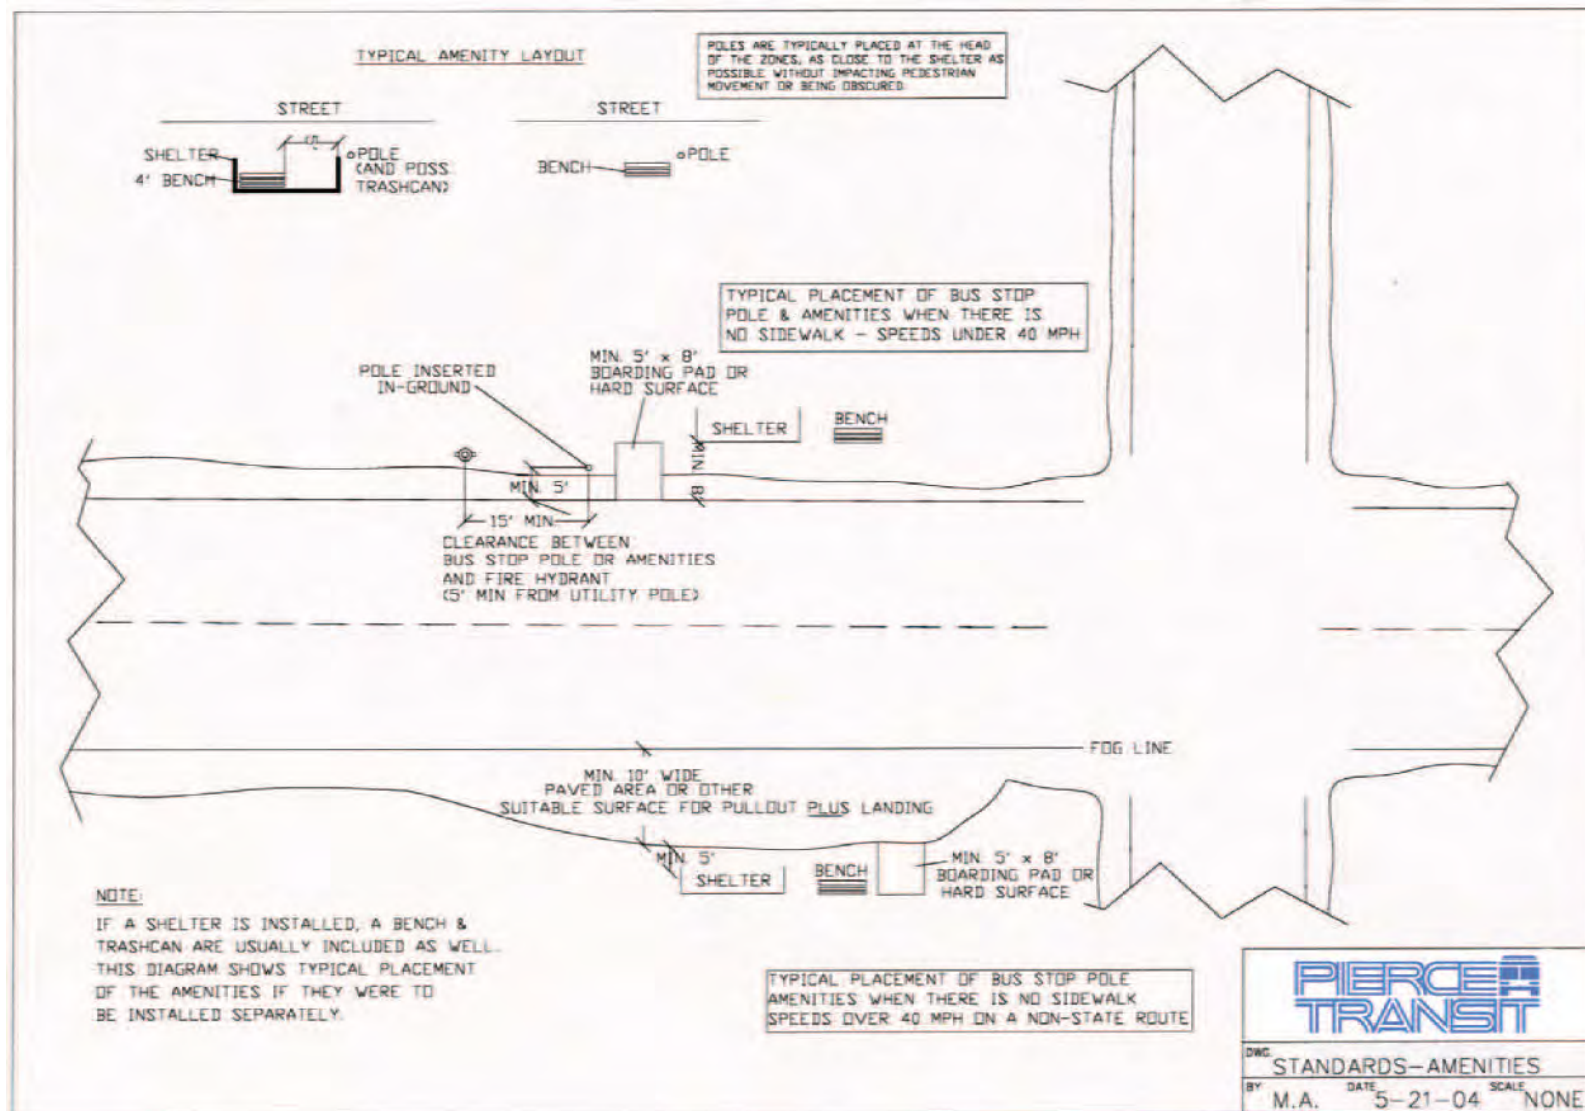 TYPICAL AMENITY LAYOUT
POLES ARE TYPICALLY PLACED AT THE HEAD
OF THE ZONES, AS CLOSE TO THE SHELTER AS
POSSIBLE WITHOUT IMPACTING PEDESTRIAN
MOVEMENT OR BEING OBSCURED.
STREET
5'
SHELTER
4' BENCH
POLE
(AND POSS
TRASHCAN)
STREET
BENCH
POLE
TYPICAL PLACEMENT OF BUS STOP
POLE & AMENITIES WHEN THERE IS
NO SIDEWALK - SPEEDS UNDER 40 MPH
POLE INSERTED
IN-GROUND
MIN. 5' x 8'
BOARDING PAD OR
HARD SURFACE
SHELTER
BENCH
MIN. 8'
MIN. 5'
15' MIN
CLEARANCE BETWEEN
BUS STOP POLE OR AMENITIES
AND FIRE HYDRANT
(5' MIN FROM UTILITY POLE)
FOG LINE
MIN. 10' WIDE
PAVED AREA OR OTHER
SUITABLE SURFACE FOR PULLOUT PLUS LANDING
MIN. 5'
SHELTER
BENCH
MIN. 5' x 8'
BOARDING PAD OR
HARD SURFACE
NOTE:
IF A SHELTER IS INSTALLED, A BENCH &
TRASHCAN ARE USUALLY INCLUDED AS WELL.
THIS DIAGRAM SHOWS TYPICAL PLACEMENT
OF THE AMENITIES IF THEY WERE TO
BE INSTALLED SEPARATELY.
TYPICAL PLACEMENT OF BUS STOP POLE
AMENITIES WHEN THERE IS NO SIDEWALK
SPEEDS OVER 40 MPH ON A NON-STATE ROUTE
PIERCE
TRANSIT
DWG. STANDARDS-AMENITIES
BY M.A. DATE 5-21-04 SCALE NONE